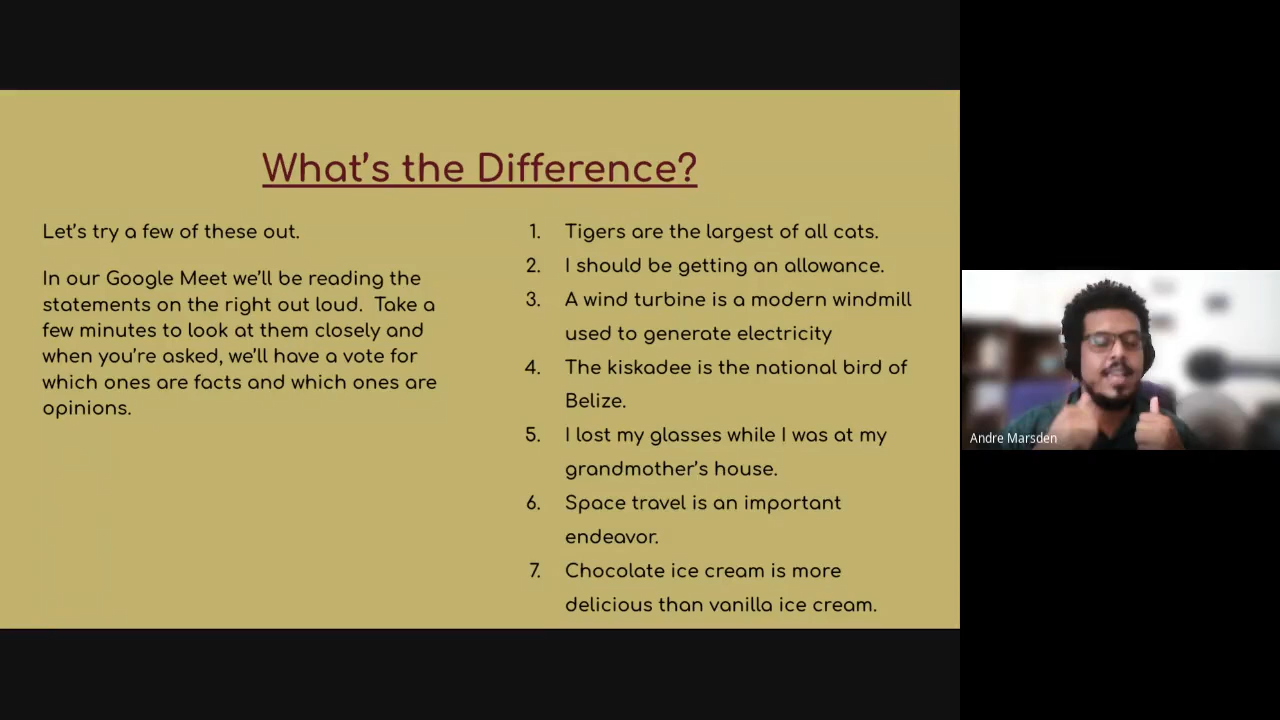 What's the Difference?
Let's try a few of these out.
In our Google Meet we'll be reading the
statements on the right out loud.  Take a
few minutes to look at them closely and
when you're asked, we'll have a vote for
which ones are facts and which ones are
opinions.
1. Tigers are the largest of all cats.
2. I should be getting an allowance.
3. A wind turbine is a modern windmill
used to generate electricity
4. The kiskadee is the national bird of
Belize.
5. I lost my glasses while I was at my
grandmother's house.
6. Space travel is an important
endeavor.
7. Chocolate ice cream is more
delicious than vanilla ice cream.
Andre Marsden